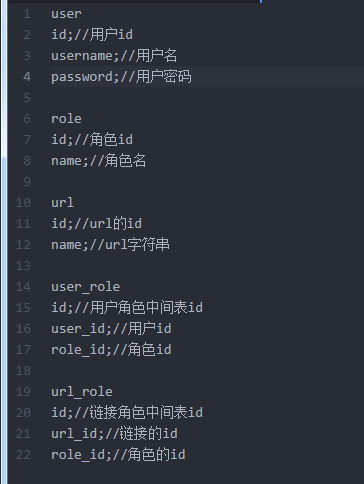 1 user
2 id;//用户id
3 username;//用户名
4 password;//用户密码
5
6 role
7 id;//角色id
8 name;//角色名
9
10 url
11 id;//url的id
12 name;//url字符串
13
14 user_role
15 id;//用户角色中间表id
16 user_id;//用户id
17 role_id;//角色id
18
19 url_role
20 id;//链接角色中间表id
21 url_id;//链接的id
22 role_id;//角色的id